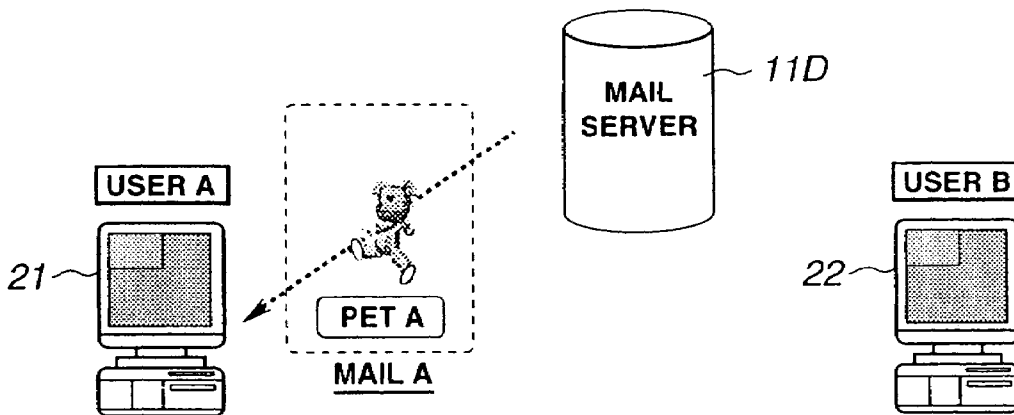 MAIL
SERVER
11D
USER A
USER B
21
22
PET A
MAIL A